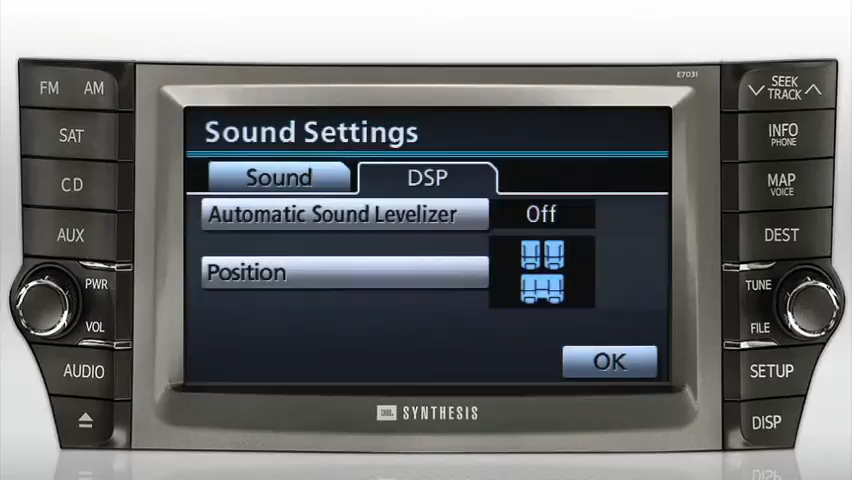 FM AM
SAT
CD
AUX
PWR
VOL
AUDIO
E7031
Sound Settings
Sound DSP
Automatic Sound Levelizer Off
Position
OK
JBL SYNTHESIS
SEEK
TRACK
INFO
PHONE
MAP
VOICE
DEST
TUNE
FILE
SETUP
DISP